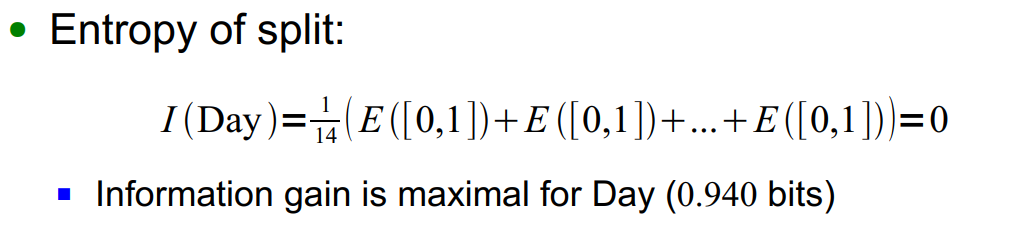 • Entropy of split:
I(Day)=1/14(E([0,1])+E([0,1])+...+E([0,1]))=0
▪ Information gain is maximal for Day (0.940 bits)